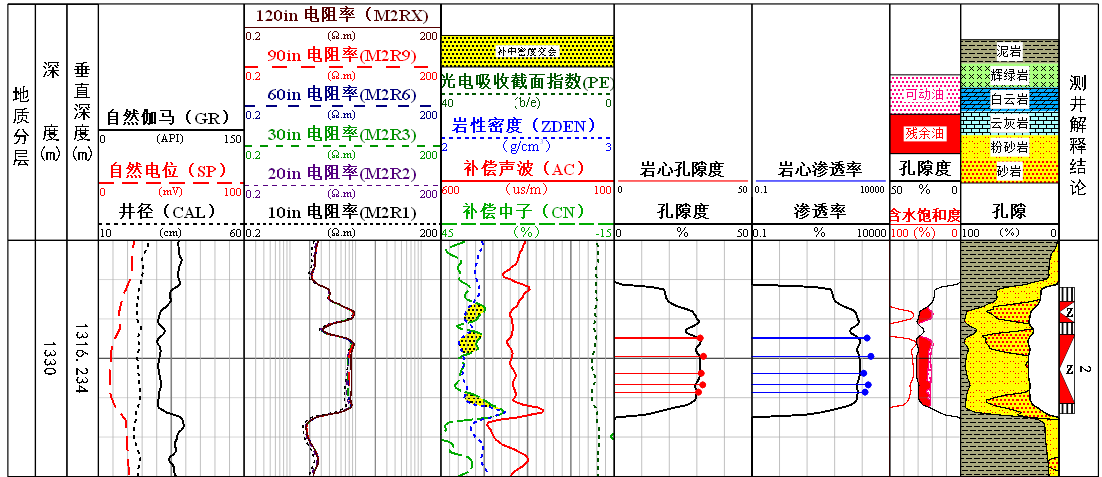 地质分层
深度(m)
垂直深度(m)
自然伽马（GR）
0 (API) 150
自然电位（SP）
0 (mV) 100
井径（CAL）
10 (cm) 60
120in 电阻率（M2RX）
0.2 (Ω.m) 200
90in 电阻率(M2R9)
0.2 (Ω.m) 200
60in 电阻率(M2R6)
0.2 (Ω.m) 200
30in 电阻率(M2R3)
0.2 (Ω.m) 200
20in 电阻率(M2R2)
0.2 (Ω.m) 200
10in 电阻率(M2R1)
0.2 (Ω.m) 200
补中密度交会
光电吸收截面指数(PE)
40 (b/e) 0
岩性密度（ZDEN）
2 (g/cm³) 3
补偿声波（AC）
600 (us/m) 100
补偿中子（CN）
45 (%) -15
岩心孔隙度
0 50
孔隙度
0 % 50
岩心渗透率
0.1 10000
渗透率
0.1 % 10000
可动油
残余油
孔隙度
50 % 0
含水饱和度
100 (%) 0
泥岩
辉绿岩
白云岩
云灰岩
粉砂岩
砂岩
孔隙
100 (%) 0
测井解释结论
1330
1316.234
Z
Z
2